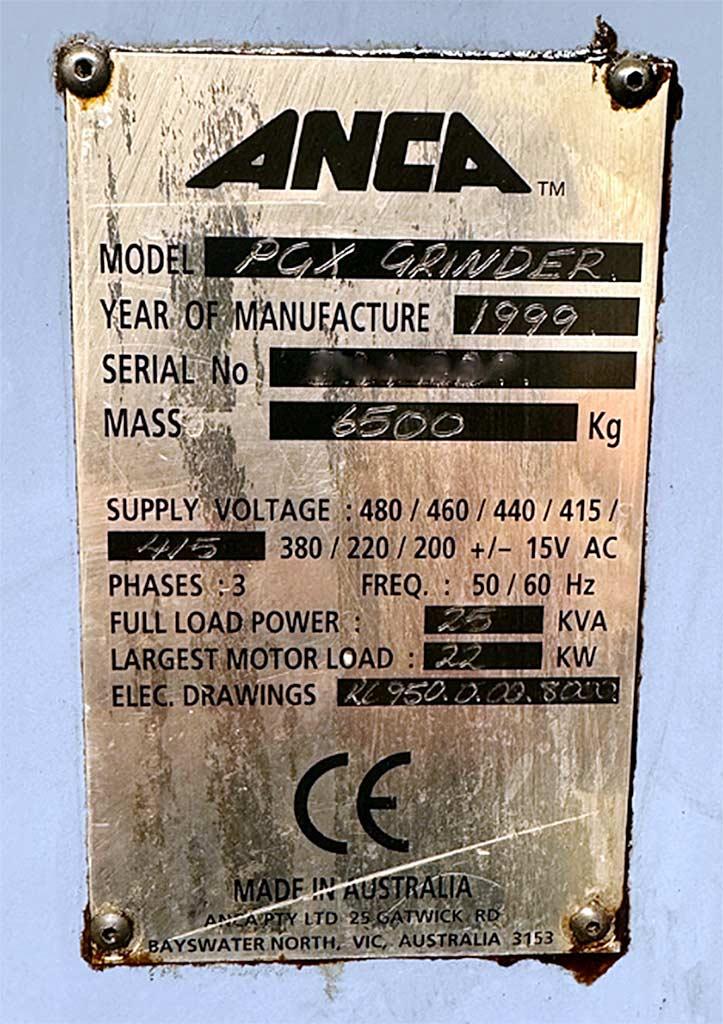 ANCA TM
MODEL PGX GRINDER
YEAR OF MANUFACTURE 1999
SERIAL No
MASS 6500 Kg
SUPPLY VOLTAGE : 480 / 460 / 440 / 415 /
415 380 / 220 / 200 +/– 15V AC
PHASES : 3 FREQ. : 50 / 60 Hz
FULL LOAD POWER : 25 KVA
LARGEST MOTOR LOAD : 22 KW
ELEC. DRAWINGS
CE
MADE IN AUSTRALIA
ANCA PTY LTD 25 GATWICK RD
BAYSWATER NORTH, VIC, AUSTRALIA 3153